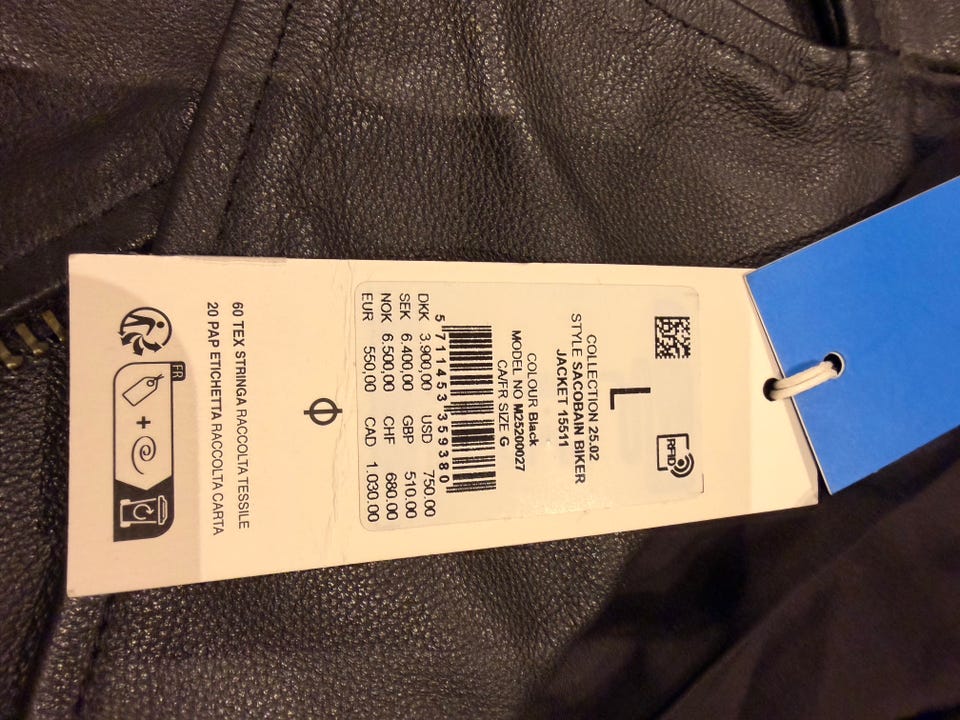 L
RFID
COLLECTION 25.02
STYLE SACOBAIN BIKER
JACKET 15511
COLOUR Black
MODEL NO M25200027
CA/FR SIZE G
5 711453 359380
DKK 3.900,00 USD 750.00
SEK 6.400,00 GBP 510.00
NOK 6.500,00 CHF 680.00
EUR 550,00 CAD 1.030.00
60 TEX STRINGA RACCOLTA TESSILE
20 PAP ETICHETTA RACCOLTA CARTA
FR
+